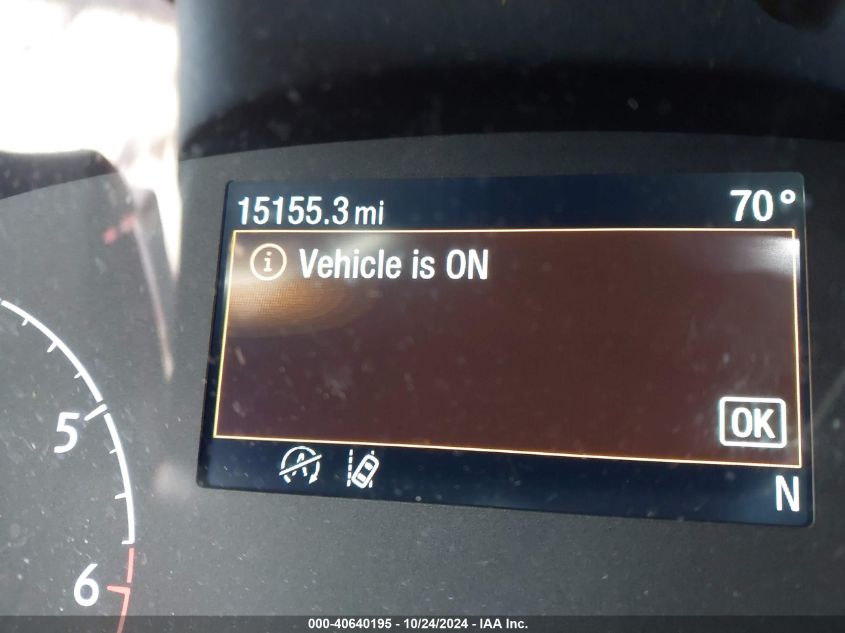 15155.3 mi 70°
Vehicle is ON
OK
5
N
6
000-40640195 - 10/24/2024 - IAA Inc.